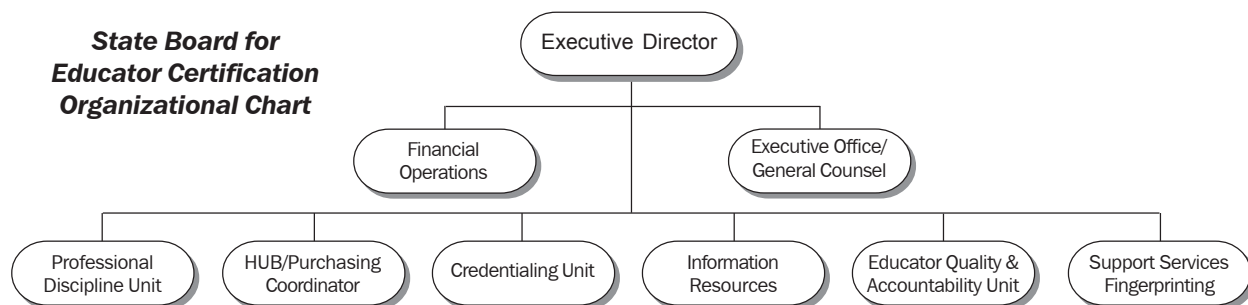 State Board for
Educator Certification
Organizational Chart
Executive Director
Financial
Operations
Executive Office/
General Counsel
Professional
Discipline Unit
HUB/Purchasing
Coordinator
Credentialing Unit
Information
Resources
Educator Quality &
Accountability Unit
Support Services
Fingerprinting